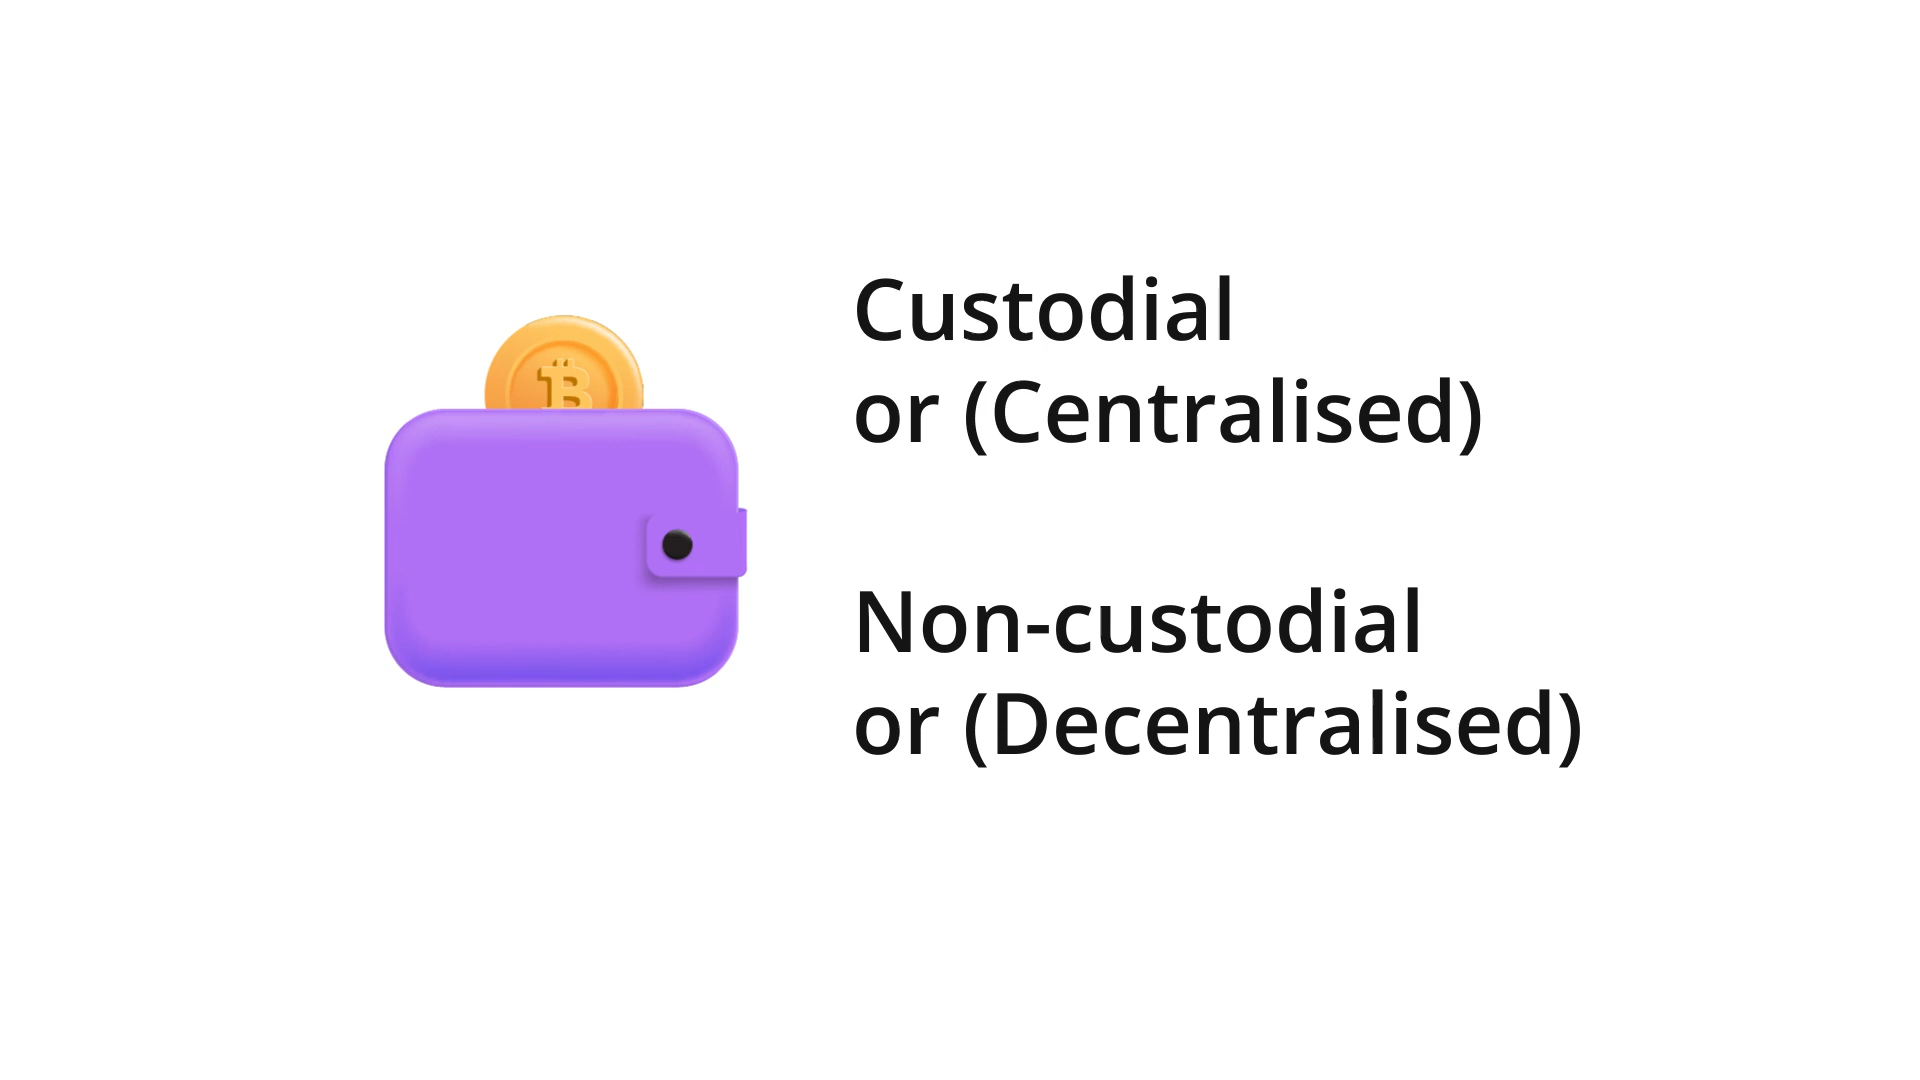 Custodial
or (Centralised)
Non-custodial
or (Decentralised)